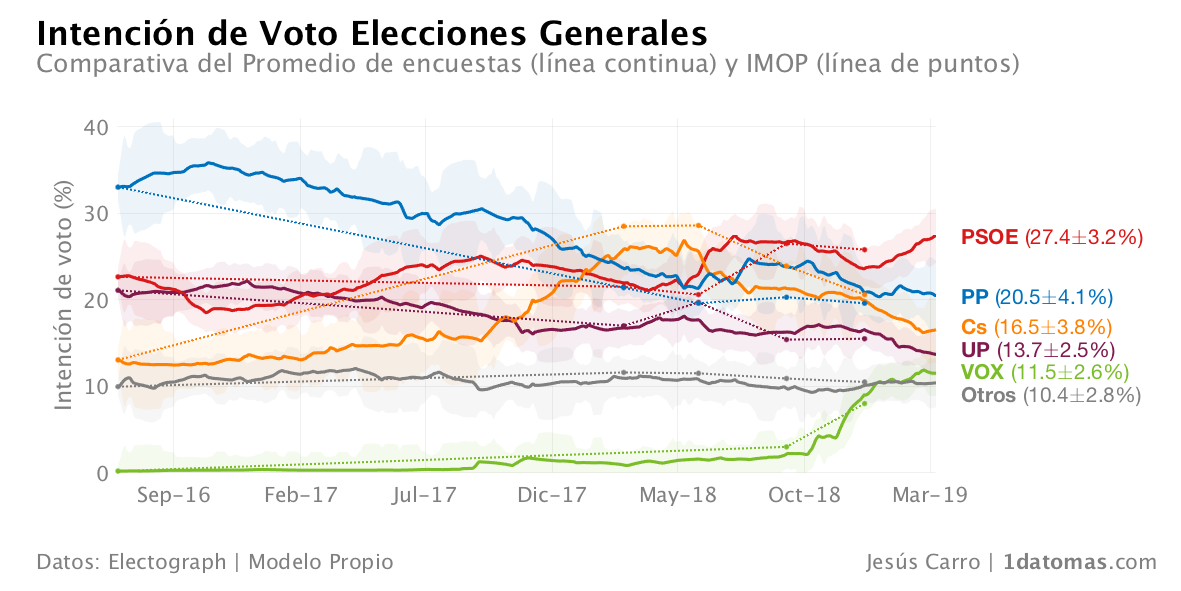 Intención de Voto Elecciones Generales
Comparativa del Promedio de encuestas (línea continua) y IMOP (línea de puntos)
Intención de voto (%)
40
30
20
10
0
Sep–16 Feb–17 Jul–17 Dic–17 May–18 Oct–18 Mar–19
PSOE (27.4±3.2%)
PP (20.5±4.1%)
Cs (16.5±3.8%)
UP (13.7±2.5%)
VOX (11.5±2.6%)
Otros (10.4±2.8%)
Datos: Electograph | Modelo Propio
Jesús Carro | 1datomas.com